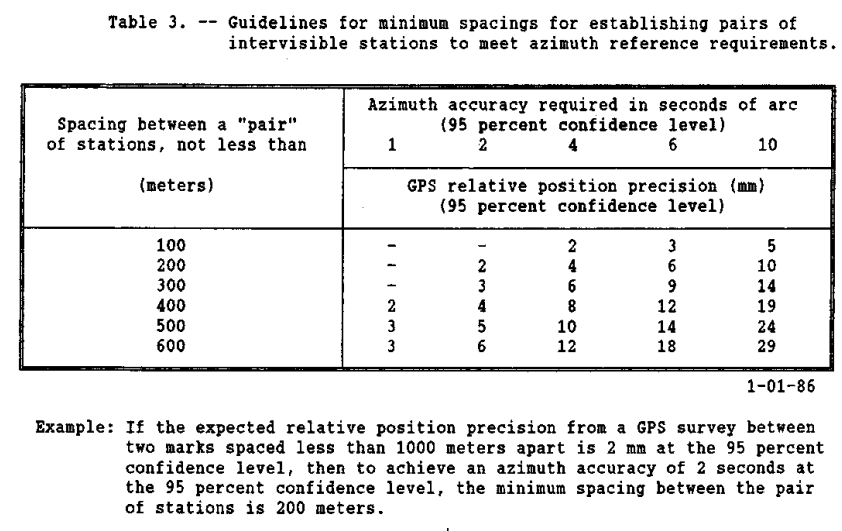 Table 3. -- Guidelines for minimum spacings for establishing pairs of
intervisible stations to meet azimuth reference requirements.
Spacing between a "pair"
of stations, not less than
(meters)
Azimuth accuracy required in seconds of arc
(95 percent confidence level)
1 2 4 6 10
GPS relative position precision (mm)
(95 percent confidence level)
100 - - 2 3 5
200 - 2 4 6 10
300 - 3 6 9 14
400 2 4 8 12 19
500 3 5 10 14 24
600 3 6 12 18 29
1-01-86
Example: If the expected relative position precision from a GPS survey between
two marks spaced less than 1000 meters apart is 2 mm at the 95 percent
confidence level, then to achieve an azimuth accuracy of 2 seconds at
the 95 percent confidence level, the minimum spacing between the pair
of stations is 200 meters.